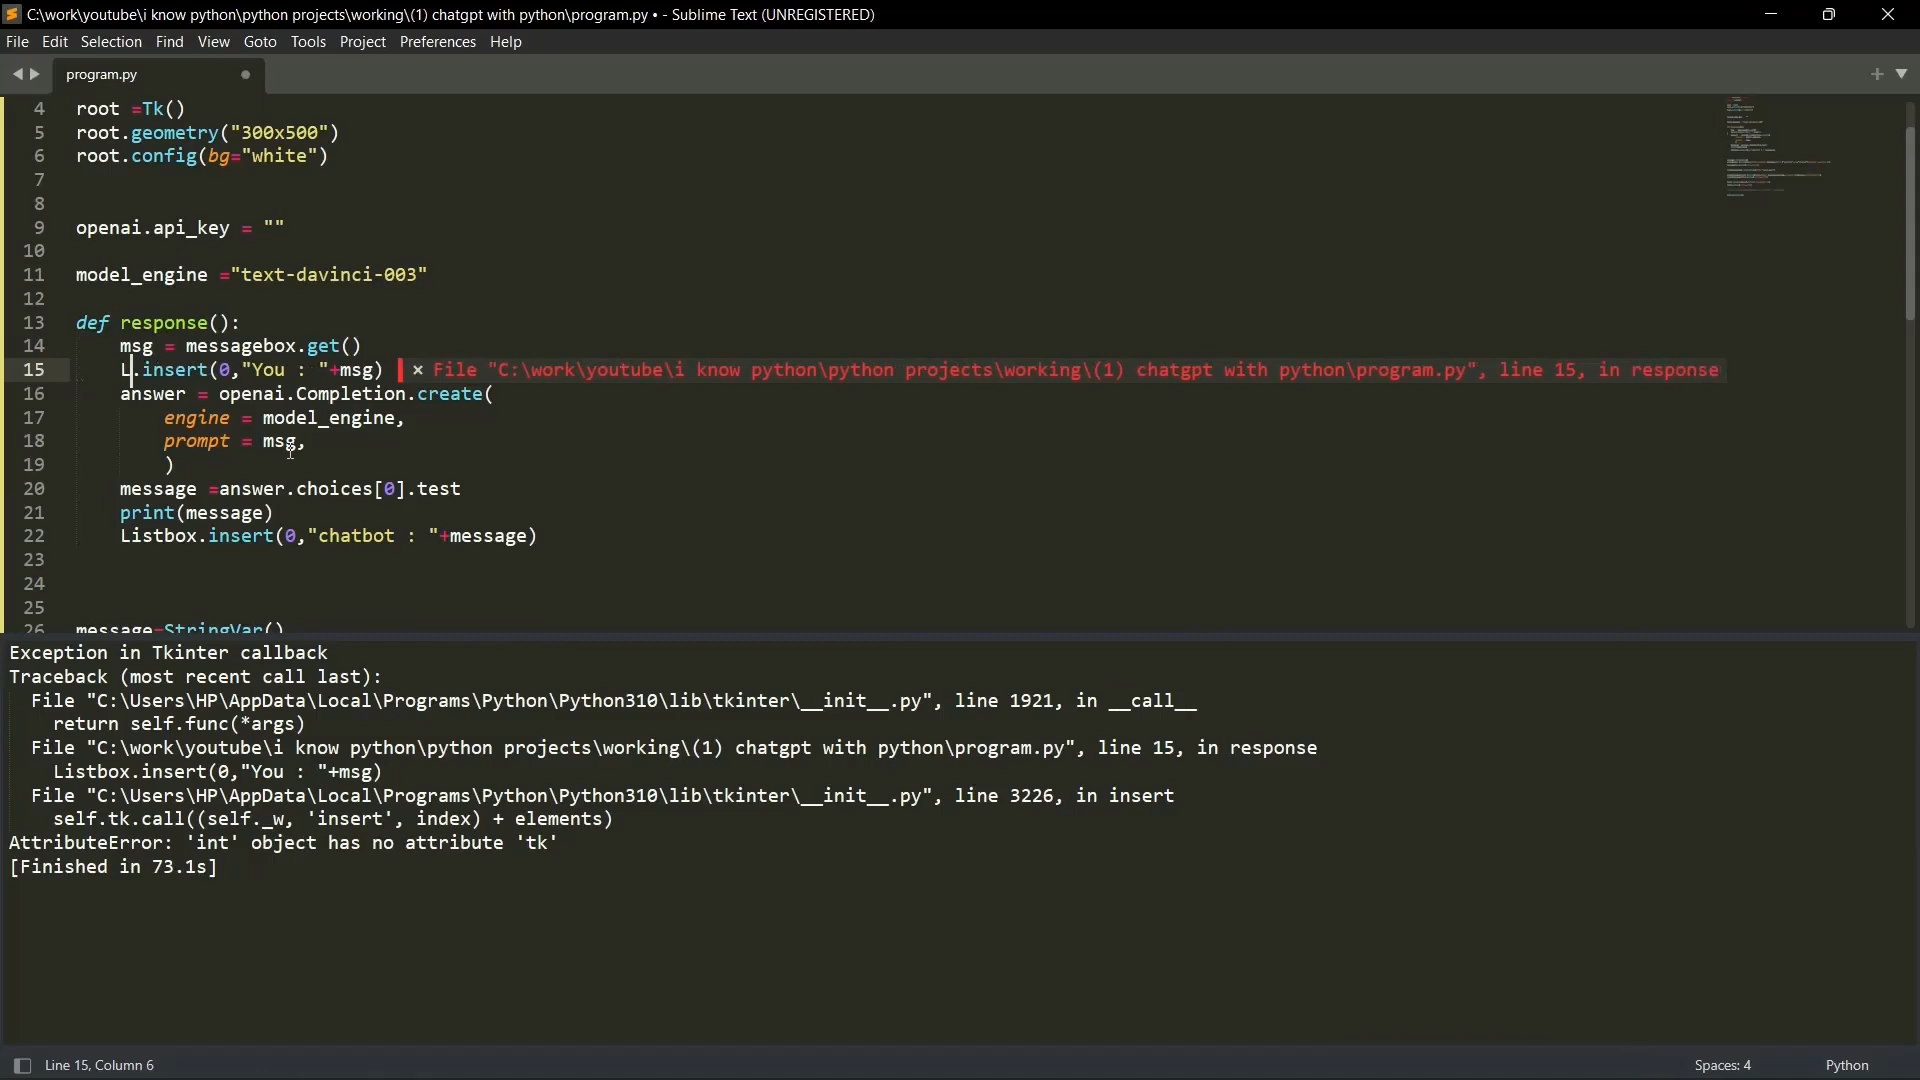 C:\work\youtube\i know python\python projects\working\(1) chatgpt with python\program.py • - Sublime Text (UNREGISTERED)
File Edit Selection Find View Goto Tools Project Preferences Help
program.py
4 root =Tk()
5 root.geometry("300x500")
6 root.config(bg="white")
7
8
9 openai.api_key = ""
10
11 model_engine ="text-davinci-003"
12
13 def response():
14 msg = messagebox.get()
15 L.insert(0,"You : "+msg) × File "C:\work\youtube\i know python\python projects\working\(1) chatgpt with python\program.py", line 15, in response
16 answer = openai.Completion.create(
17 engine = model_engine,
18 prompt = msg,
19 )
20 message =answer.choices[0].test
21 print(message)
22 Listbox.insert(0,"chatbot : "+message)
23
24
25
26 message=StringVar()
Exception in Tkinter callback
Traceback (most recent call last):
File "C:\Users\HP\AppData\Local\Programs\Python\Python310\lib\tkinter\__init__.py", line 1921, in __call__
return self.func(*args)
File "C:\work\youtube\i know python\python projects\working\(1) chatgpt with python\program.py", line 15, in response
Listbox.insert(0,"You : "+msg)
File "C:\Users\HP\AppData\Local\Programs\Python\Python310\lib\tkinter\__init__.py", line 3226, in insert
self.tk.call((self._w, 'insert', index) + elements)
AttributeError: 'int' object has no attribute 'tk'
[Finished in 73.1s]
Line 15, Column 6
Spaces: 4
Python